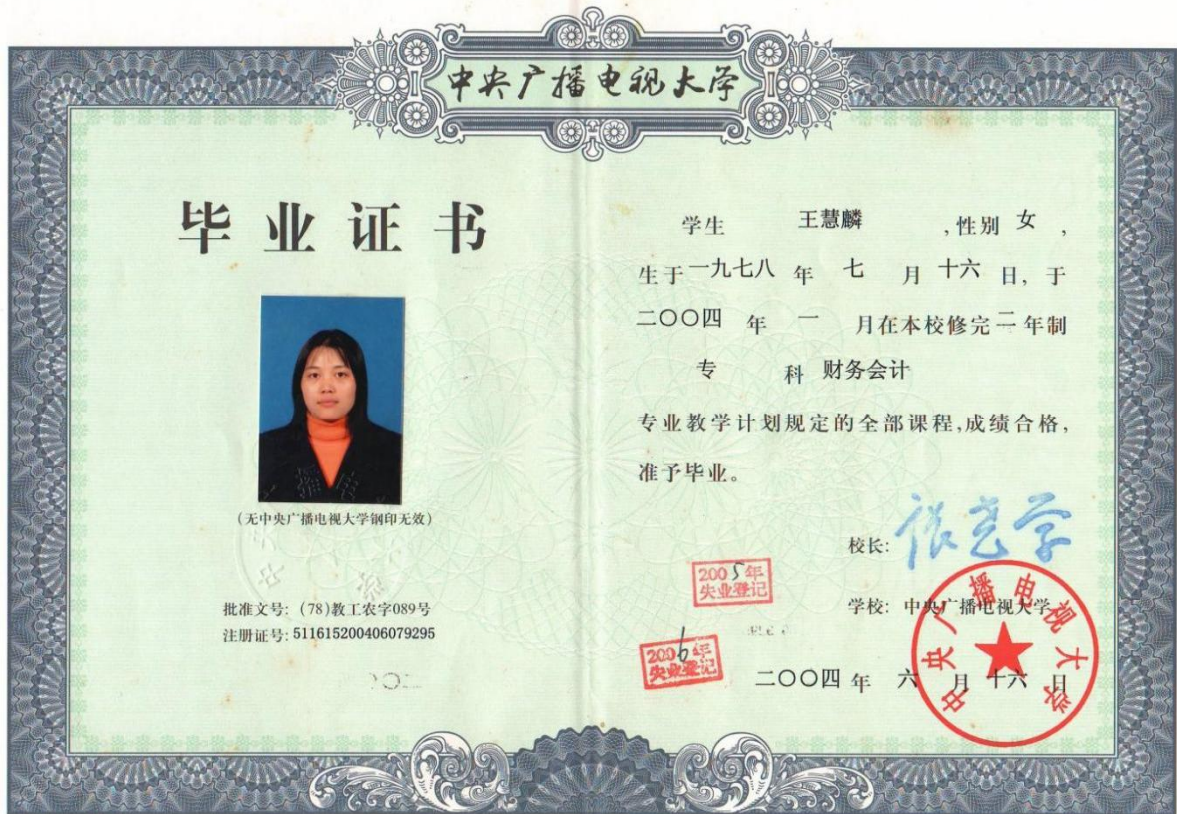 中央广播电视大学
毕业证书
(无中央广播电视大学钢印无效)
批准文号: (78)教工农字089号
注册证号: 511615200406079295
学生 王慧麟 ,性别 女 ,
生于一九七八 年 七 月 十六 日, 于
二〇〇四 年 一 月在本校修完二年制
专 科 财务会计
专业教学计划规定的全部课程,成绩合格,
准予毕业。
校长: 张尧学
2005年
失业登记
学校: 中央广播电视大学
2006年
失业登记
二〇〇四 年 六 月 十六 日
中央广播电视大学